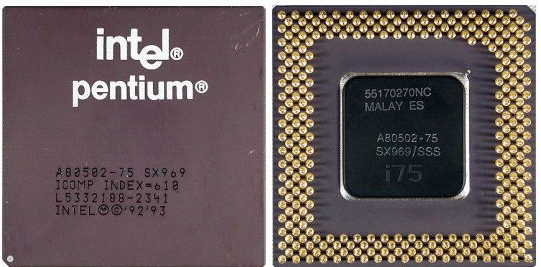 intel®
pentium®
A80502-75 SX969
ICOMP INDEX=610
L5332188-2341
INTEL Ⓜ©'92'93
55170270NC
MALAY ES
A80502-75
SX969/SSS
i75